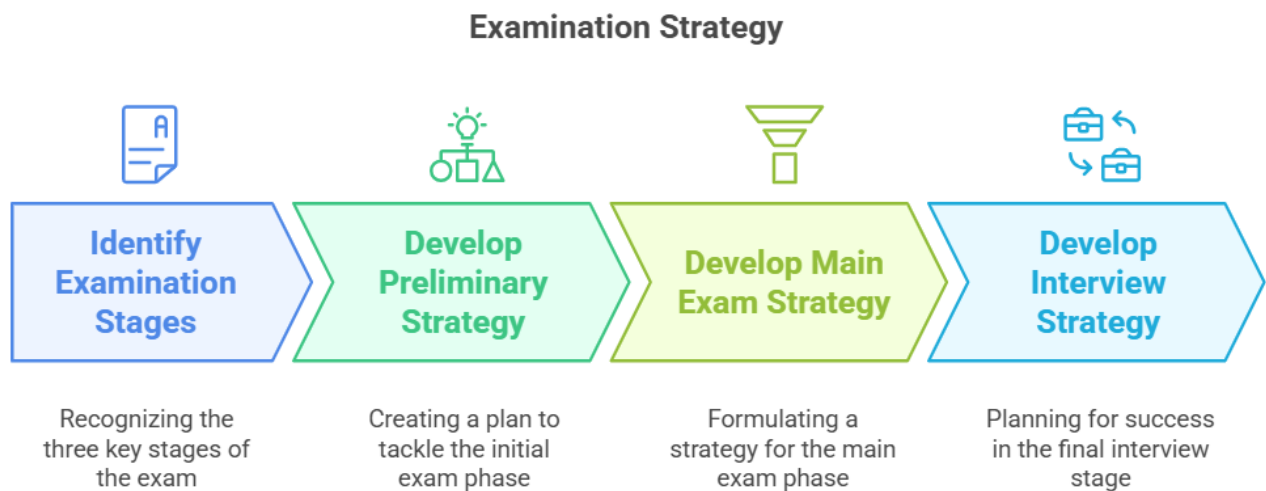 Examination Strategy
A
Identify
Examination
Stages
Develop
Preliminary
Strategy
Develop Main
Exam Strategy
Develop
Interview
Strategy
Recognizing the
three key stages of
the exam
Creating a plan to
tackle the initial
exam phase
Formulating a
strategy for the main
exam phase
Planning for success
in the final interview
stage